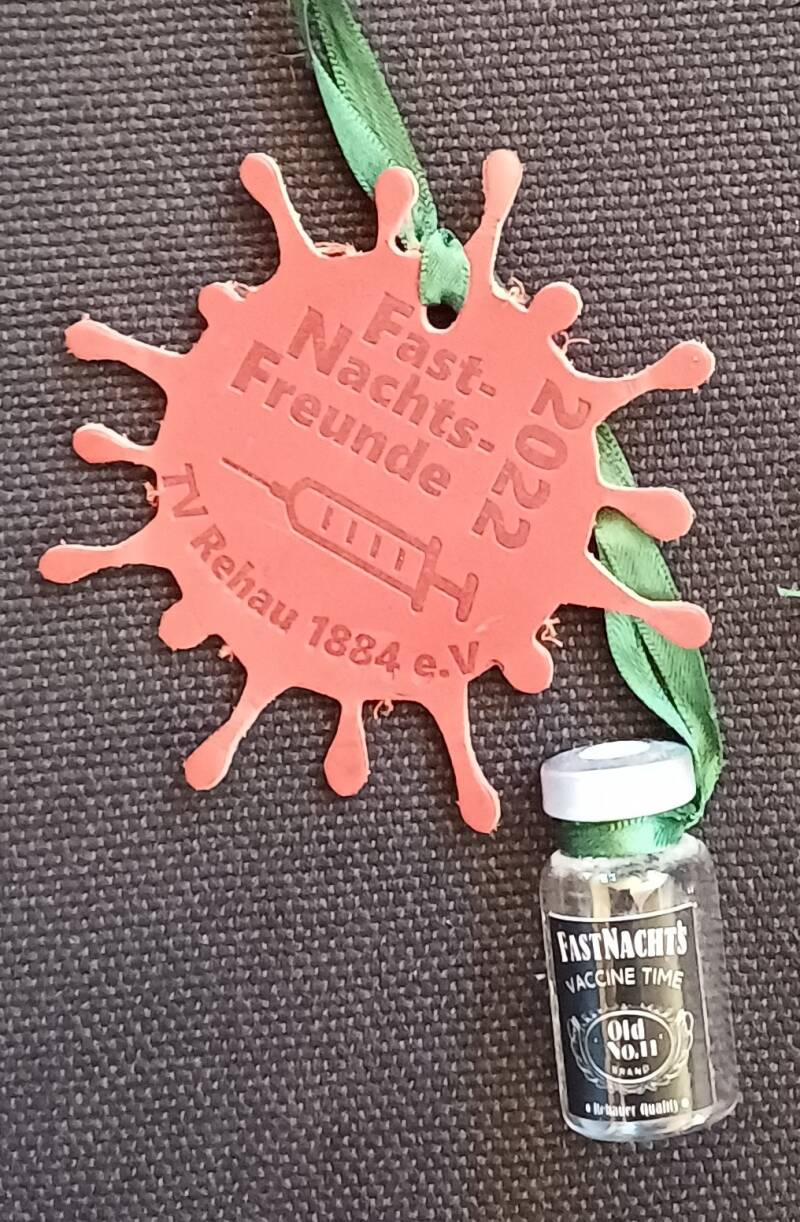 Fast-
Nachts-
Freunde
2022
TV Rehau 1884 e.V
FASTNACHT'S
VACCINE TIME
Old
No.11
BRAND
Rehauer Quality